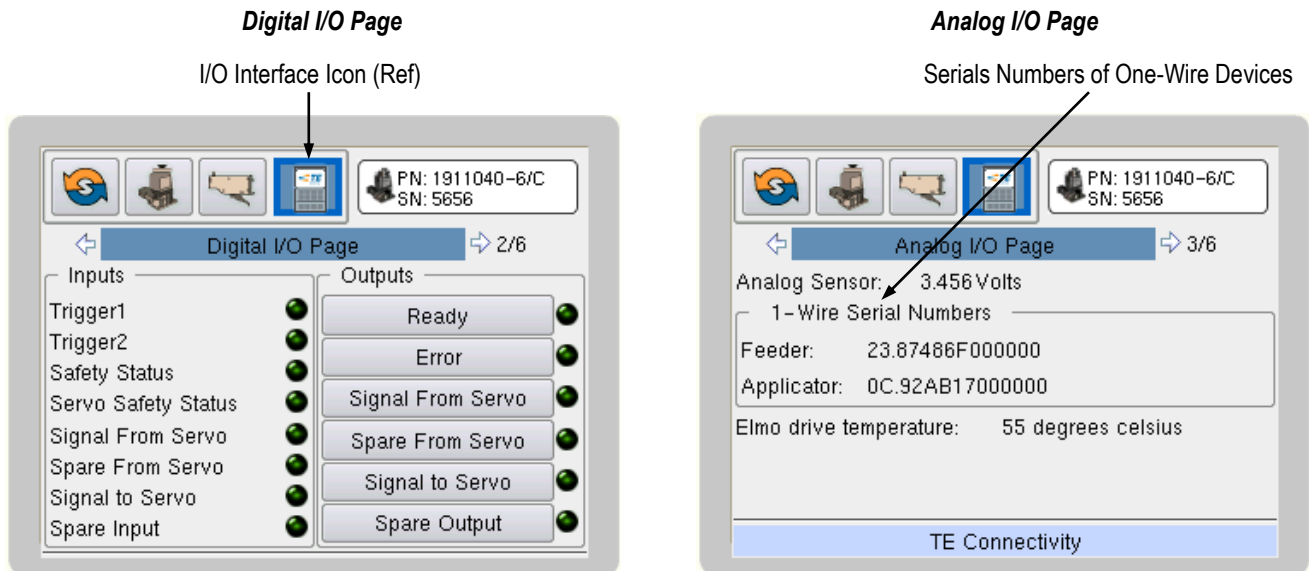 Digital I/O Page
I/O Interface Icon (Ref)
TE
PN: 1911040-6/C
SN: 5656
Digital I/O Page
2/6
Inputs
Trigger1
Trigger2
Safety Status
Servo Safety Status
Signal From Servo
Spare From Servo
Signal to Servo
Spare Input
Outputs
Ready
Error
Signal From Servo
Spare From Servo
Signal to Servo
Spare Output
Analog I/O Page
Serials Numbers of One-Wire Devices
TE
PN: 1911040-6/C
SN: 5656
Analog I/O Page
3/6
Analog Sensor: 3.456 Volts
1-Wire Serial Numbers
Feeder: 23.87486F000000
Applicator: 0C.92AB17000000
Elmo drive temperature: 55 degrees celsius
TE Connectivity